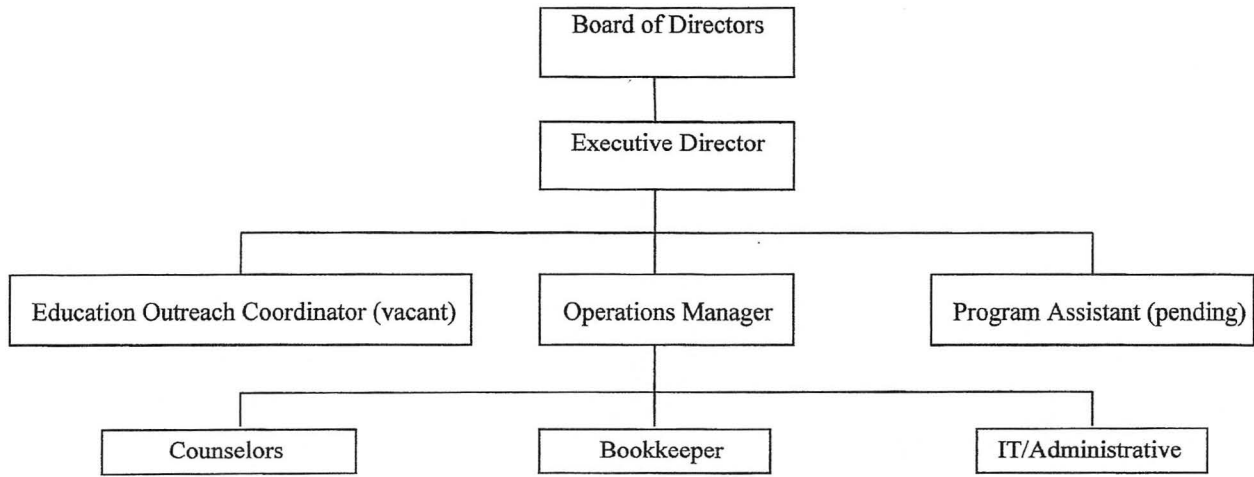 Board of Directors
Executive Director
Education Outreach Coordinator (vacant)
Operations Manager
Program Assistant (pending)
Counselors
Bookkeeper
IT/Administrative